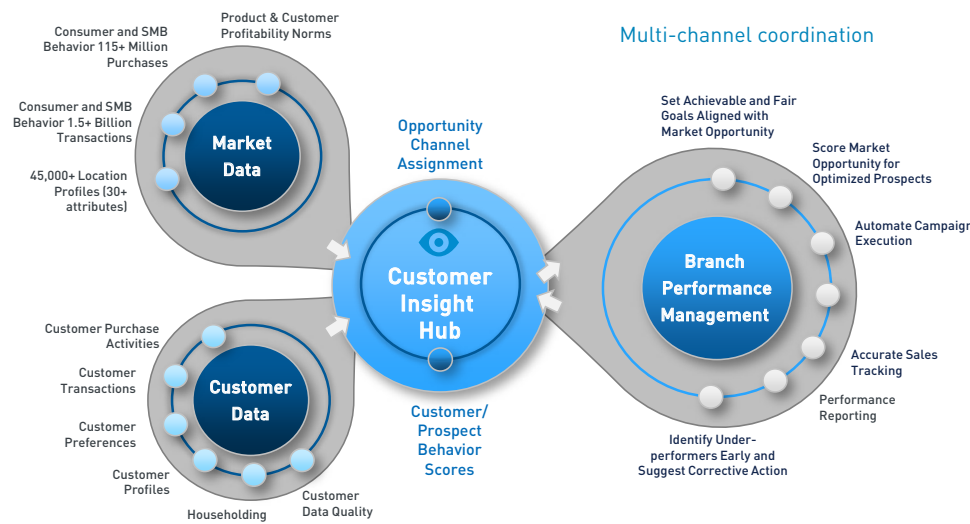 Product & Customer
Profitability Norms
Consumer and SMB
Behavior 115+ Million
Purchases
Consumer and SMB
Behavior 1.5+ Billion
Transactions
45,000+ Location
Profiles (30+
attributes)
Market
Data
Customer Purchase
Activities
Customer
Transactions
Customer
Preferences
Customer
Profiles
Householding
Customer
Data Quality
Customer
Data
Opportunity
Channel
Assignment
Customer
Insight
Hub
Customer/
Prospect
Behavior
Scores
Multi-channel coordination
Set Achievable and Fair
Goals Aligned with
Market Opportunity
Score Market
Opportunity for
Optimized Prospects
Automate Campaign
Execution
Branch
Performance
Management
Accurate Sales
Tracking
Performance
Reporting
Identify Under-
performers Early and
Suggest Corrective Action